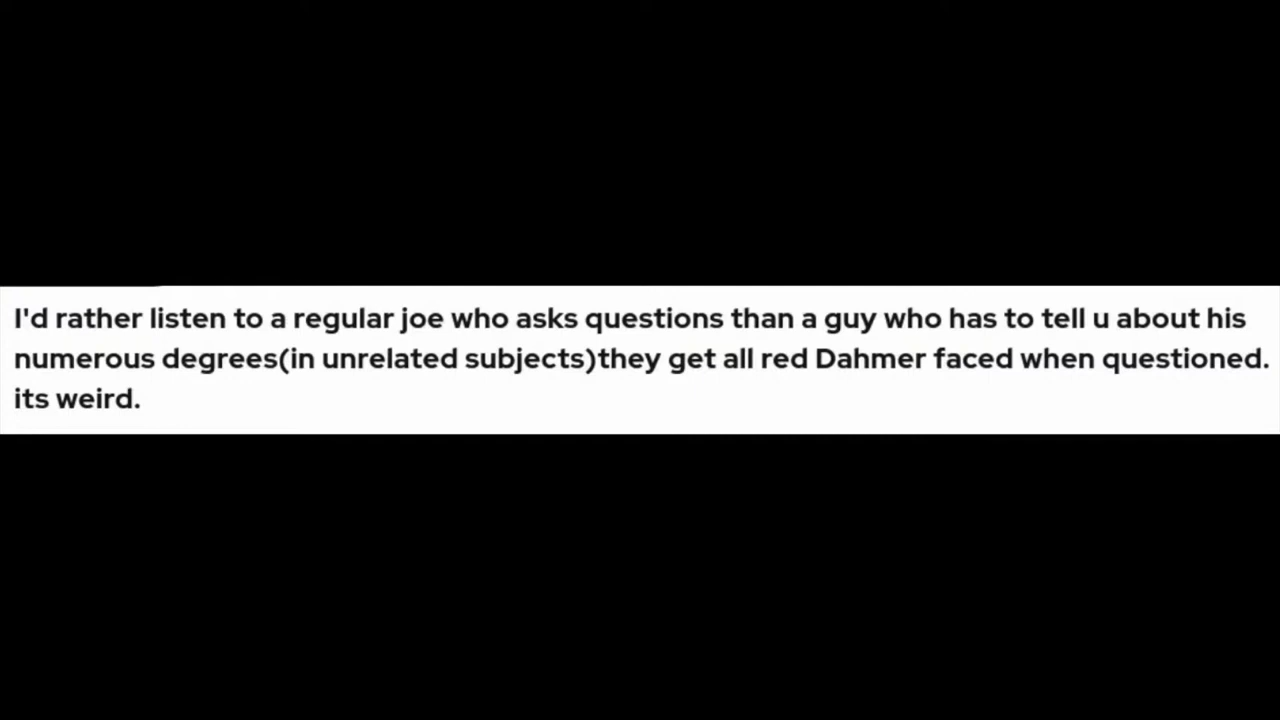 I'd rather listen to a regular joe who asks questions than a guy who has to tell u about his
numerous degrees(in unrelated subjects)they get all red Dahmer faced when questioned.
its weird.